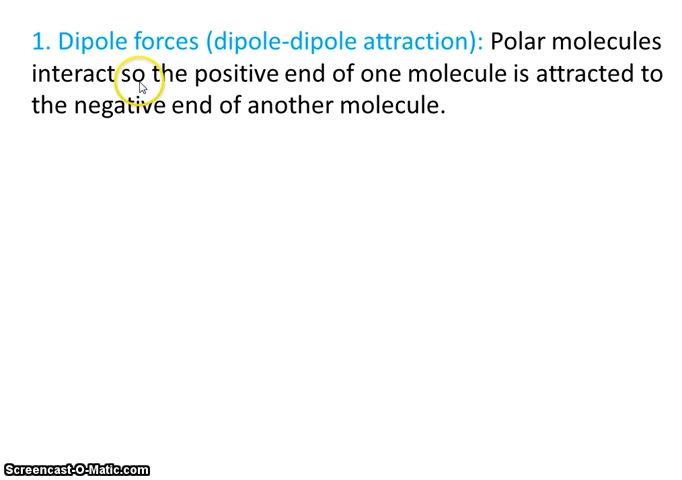 1. Dipole forces (dipole-dipole attraction): Polar molecules
interact so the positive end of one molecule is attracted to
the negative end of another molecule.
Screencast-O-Matic.com